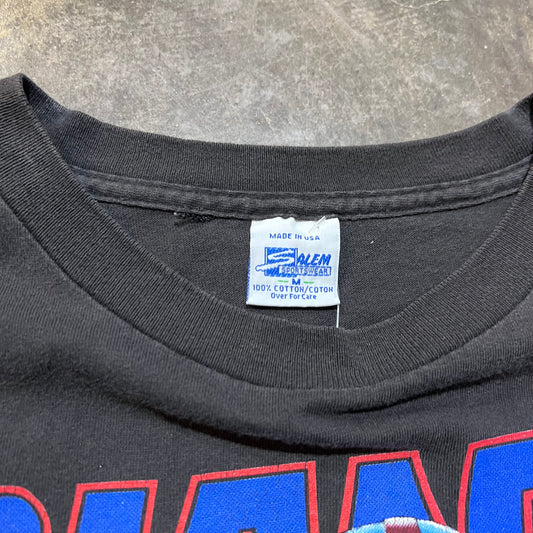 MADE IN USA
SALEM
SPORTSWEAR
M
100% COTTON/COTON
Over For Care